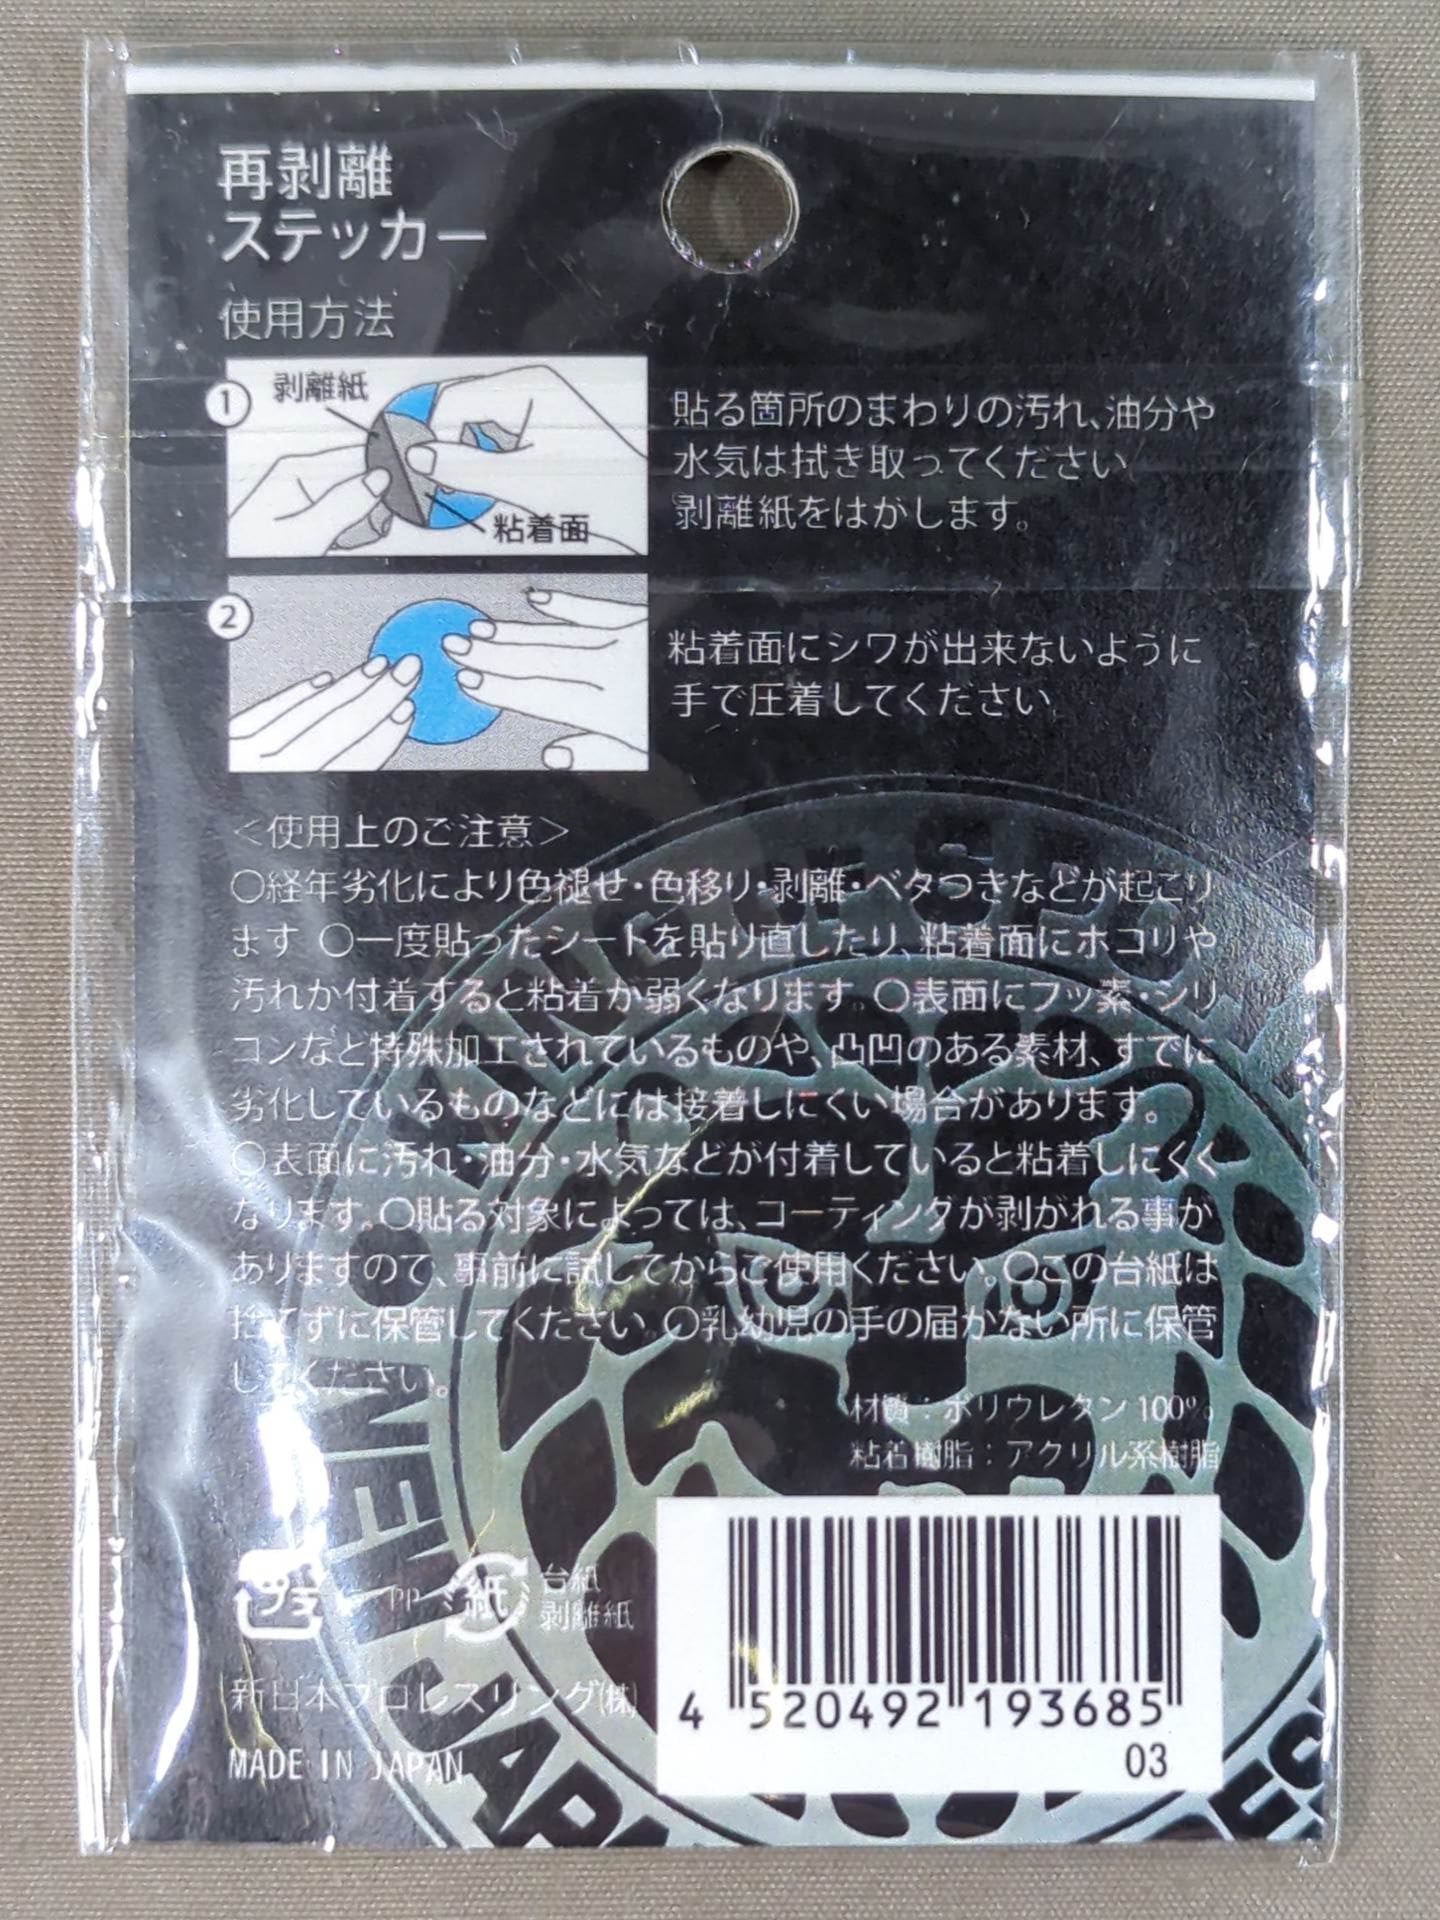 再剥離
ステッカー
使用方法
1
剥離紙
粘着面
貼る箇所のまわりの汚れ、油分や
水気は拭き取ってください
剥離紙をはがします。
2
粘着面にシワが出来ないように
手で圧着してください
＜使用上のご注意＞
〇経年劣化により色褪せ・色移り・剥離・ベタつきなどが起こり
ます 〇一度貼ったシートを貼り直したり、粘着面にホコリや
汚れが付着すると粘着が弱くなります。〇表面にフッ素・シリ
コンなど特殊加工されているものや、凸凹のある素材、すでに
劣化しているものなどには接着しにくい場合があります。
〇表面に汚れ・油分・水気などが付着していると粘着しにくく
なります。〇貼る対象によっては、コーティングが剥がれる事が
ありますので、事前に試してからご使用ください。〇この台紙は
捨てずに保管してください。〇乳幼児の手の届かない所に保管
してください。
材質：ポリウレタン 100%
粘着樹脂：アクリル系樹脂
プラ PP 紙 台紙
剥離紙
新日本プロレスリング(株)
MADE IN JAPAN
4 520492 193685
03
KING OF SPO
NEW
JAPA